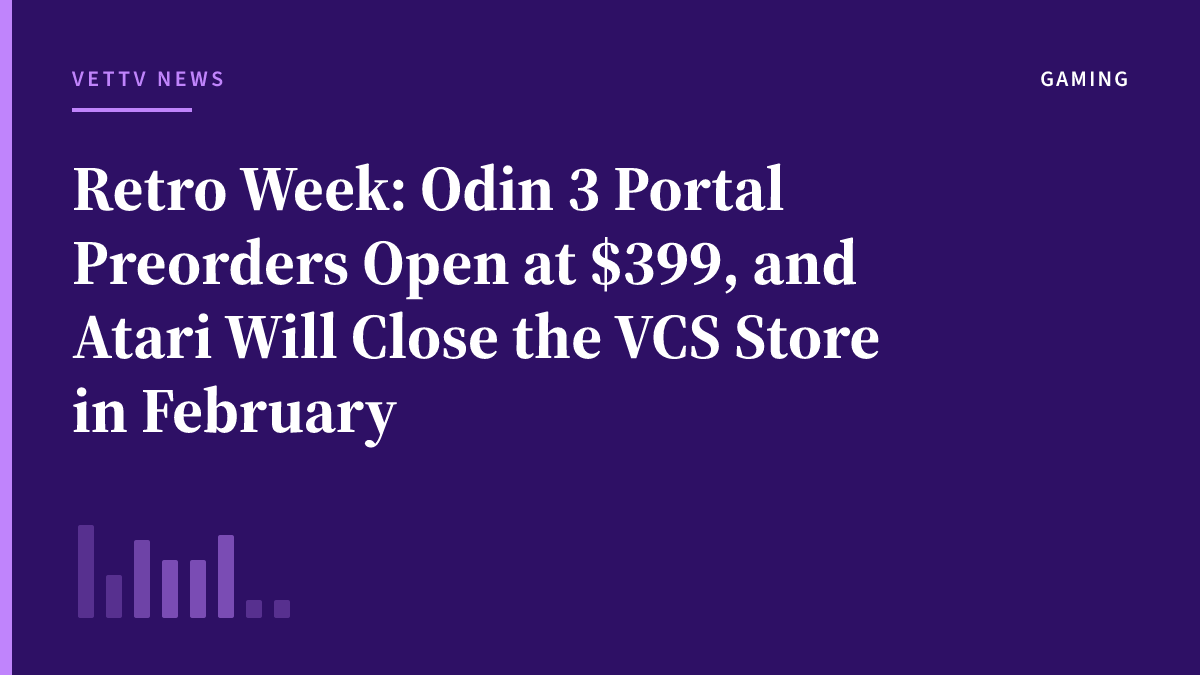 VETTV NEWS
GAMING
Retro Week: Odin 3 Portal
Preorders Open at $399, and
Atari Will Close the VCS Store
in February